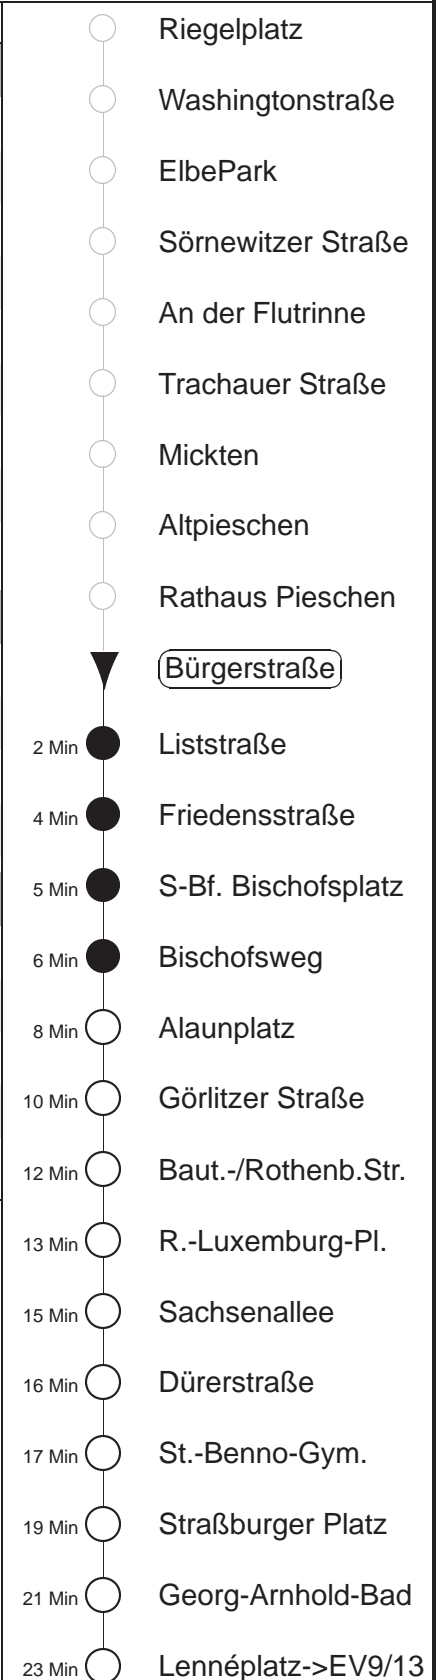 Riegelplatz
Washingtonstraße
ElbePark
Sörnewitzer Straße
An der Flutrinne
Trachauer Straße
Mickten
Altpieschen
Rathaus Pieschen
Bürgerstraße
2 Min Liststraße
4 Min Friedensstraße
5 Min S-Bf. Bischofsplatz
6 Min Bischofsweg
8 Min Alaunplatz
10 Min Görlitzer Straße
12 Min Baut.-/Rothenb.Str.
13 Min R.-Luxemburg-Pl.
15 Min Sachsenallee
16 Min Dürerstraße
17 Min St.-Benno-Gym.
19 Min Straßburger Platz
21 Min Georg-Arnhold-Bad
23 Min Lennéplatz->EV9/13